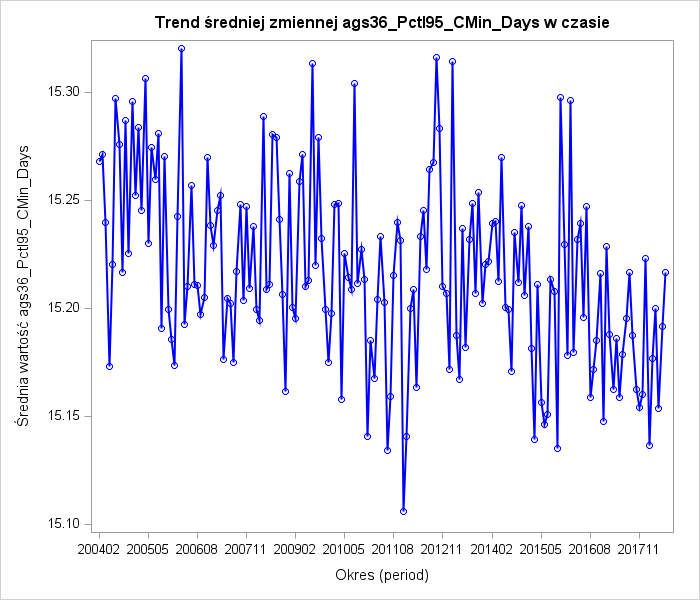 Trend średniej zmiennej ags36_Pctl95_CMin_Days w czasie
Średnia wartość ags36_Pctl95_CMin_Days
15.30
15.25
15.20
15.15
15.10
200402 200505 200608 200711 200902 201005 201108 201211 201402 201505 201608 201711
Okres (period)